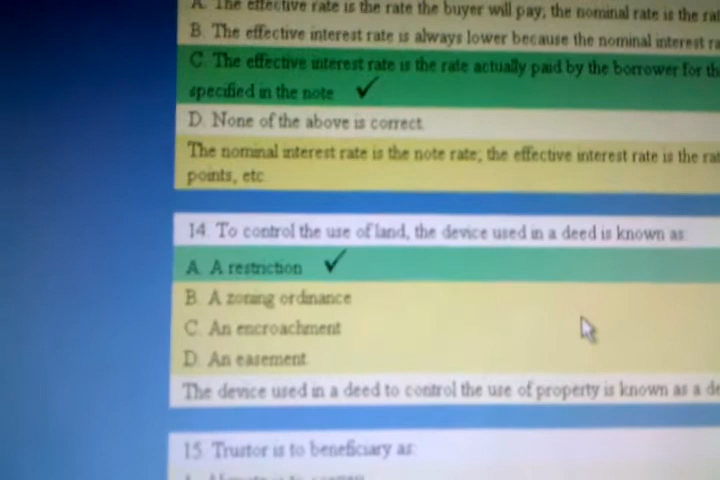 A. The effective rate is the rate the buyer will pay, the nominal rate is the
B. The effective interest rate is always lower because the nominal interest
C. The effective interest rate is the rate actually paid by the borrower for
specified in the note
D. None of the above is correct.
The nominal interest rate is the note rate; the effective interest rate is the
points, etc.
14. To control the use of land, the device used in a deed is known as:
A. A restriction
B. A zoning ordinance
C. An encroachment
D. An easement
The device used in a deed to control the use of property is known as a
15. Trustor is to beneficiary as: